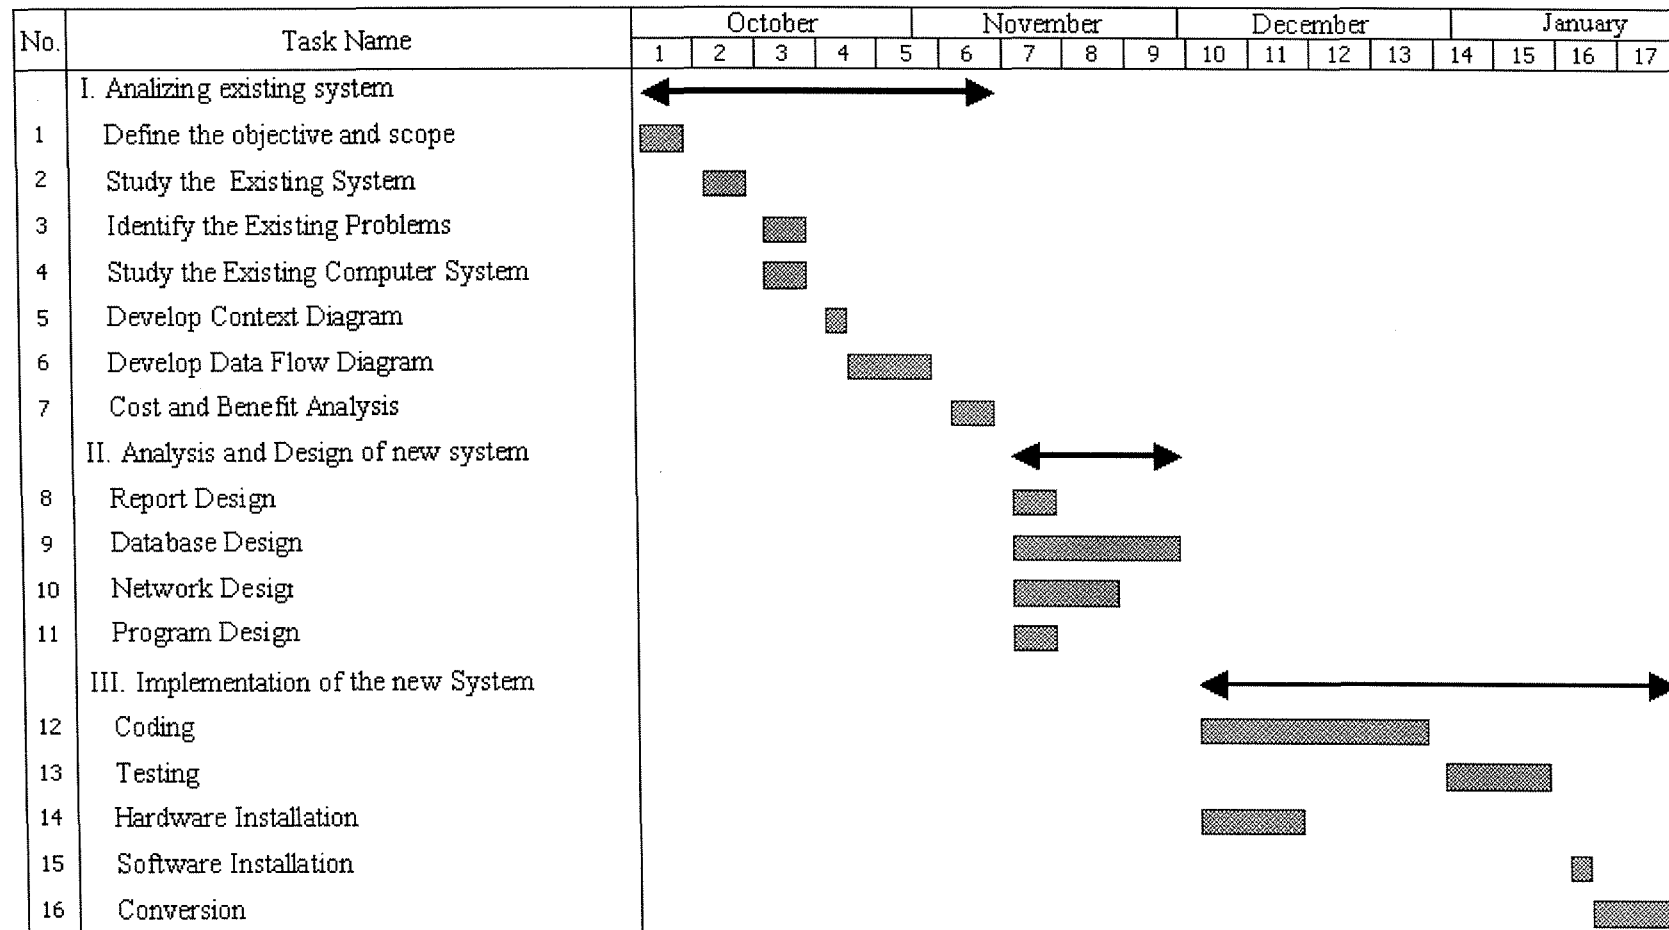 No. Task Name October November December January
1 2 3 4 5 6 7 8 9 10 11 12 13 14 15 16 17
I. Analizing existing system
1 Define the objective and scope
2 Study the Existing System
3 Identify the Existing Problems
4 Study the Existing Computer System
5 Develop Context Diagram
6 Develop Data Flow Diagram
7 Cost and Benefit Analysis
II. Analysis and Design of new system
8 Report Design
9 Database Design
10 Network Design
11 Program Design
III. Implementation of the new System
12 Coding
13 Testing
14 Hardware Installation
15 Software Installation
16 Conversion